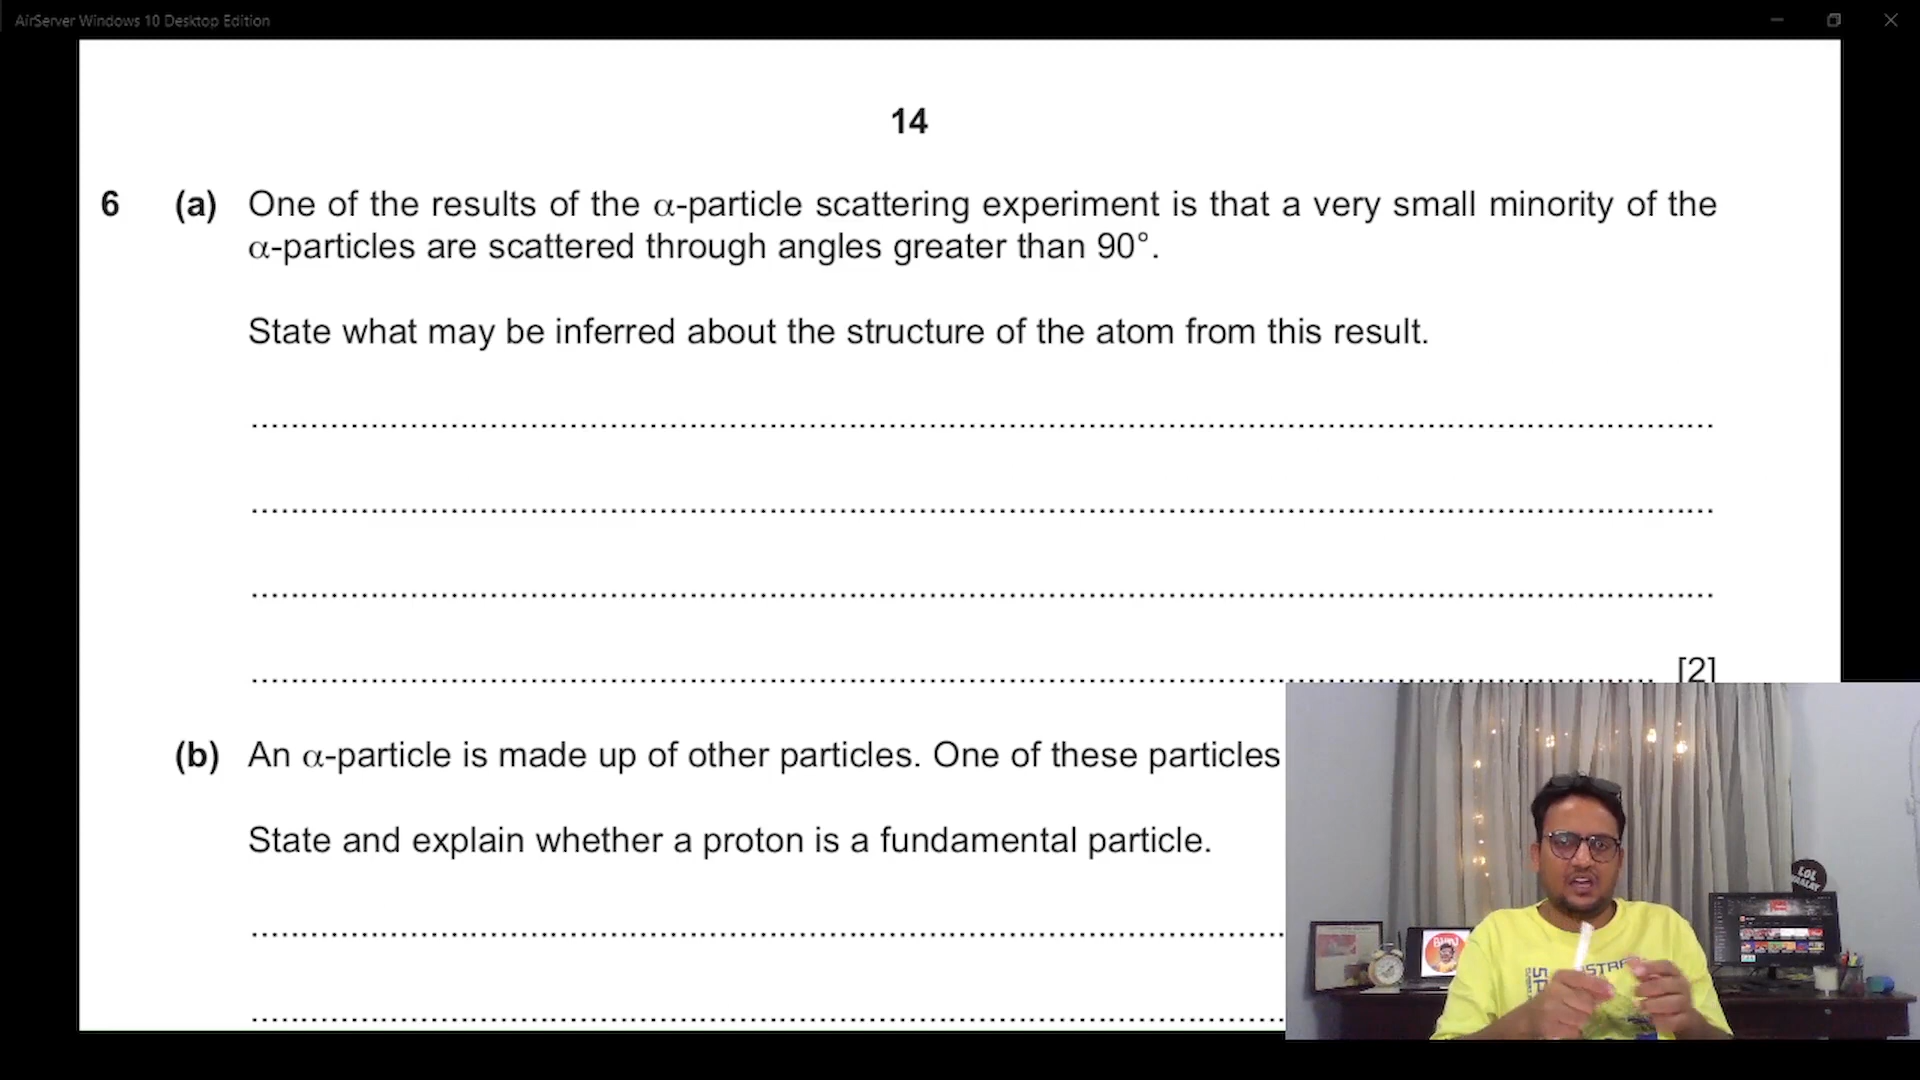 AirServer Windows 10 Desktop Edition
14
6 (a) One of the results of the α-particle scattering experiment is that a very small minority of the
α-particles are scattered through angles greater than 90°.
State what may be inferred about the structure of the atom from this result.
[2]
(b) An α-particle is made up of other particles. One of these particles
State and explain whether a proton is a fundamental particle.
LOL